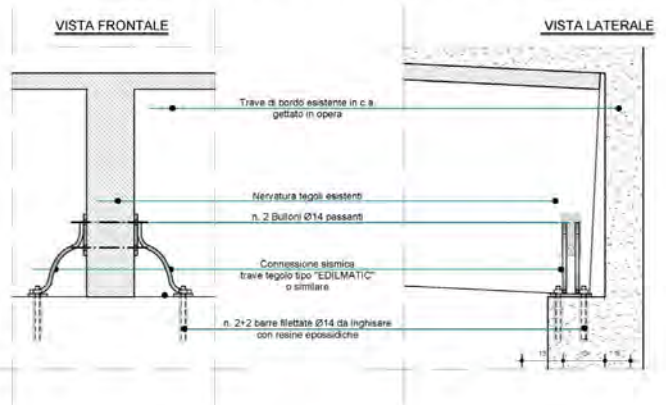 VISTA FRONTALE
VISTA LATERALE
Trave di bordo esistente in c.a.
gettato in opera
Nervatura tegoli esistenti
n. 2 Bulloni Ø14 passanti
Connessione sismica
trave tegolo tipo "EDILMATIC"
o similare
n. 2+2 barre filettate Ø14 da inghisare
con resine epossidiche